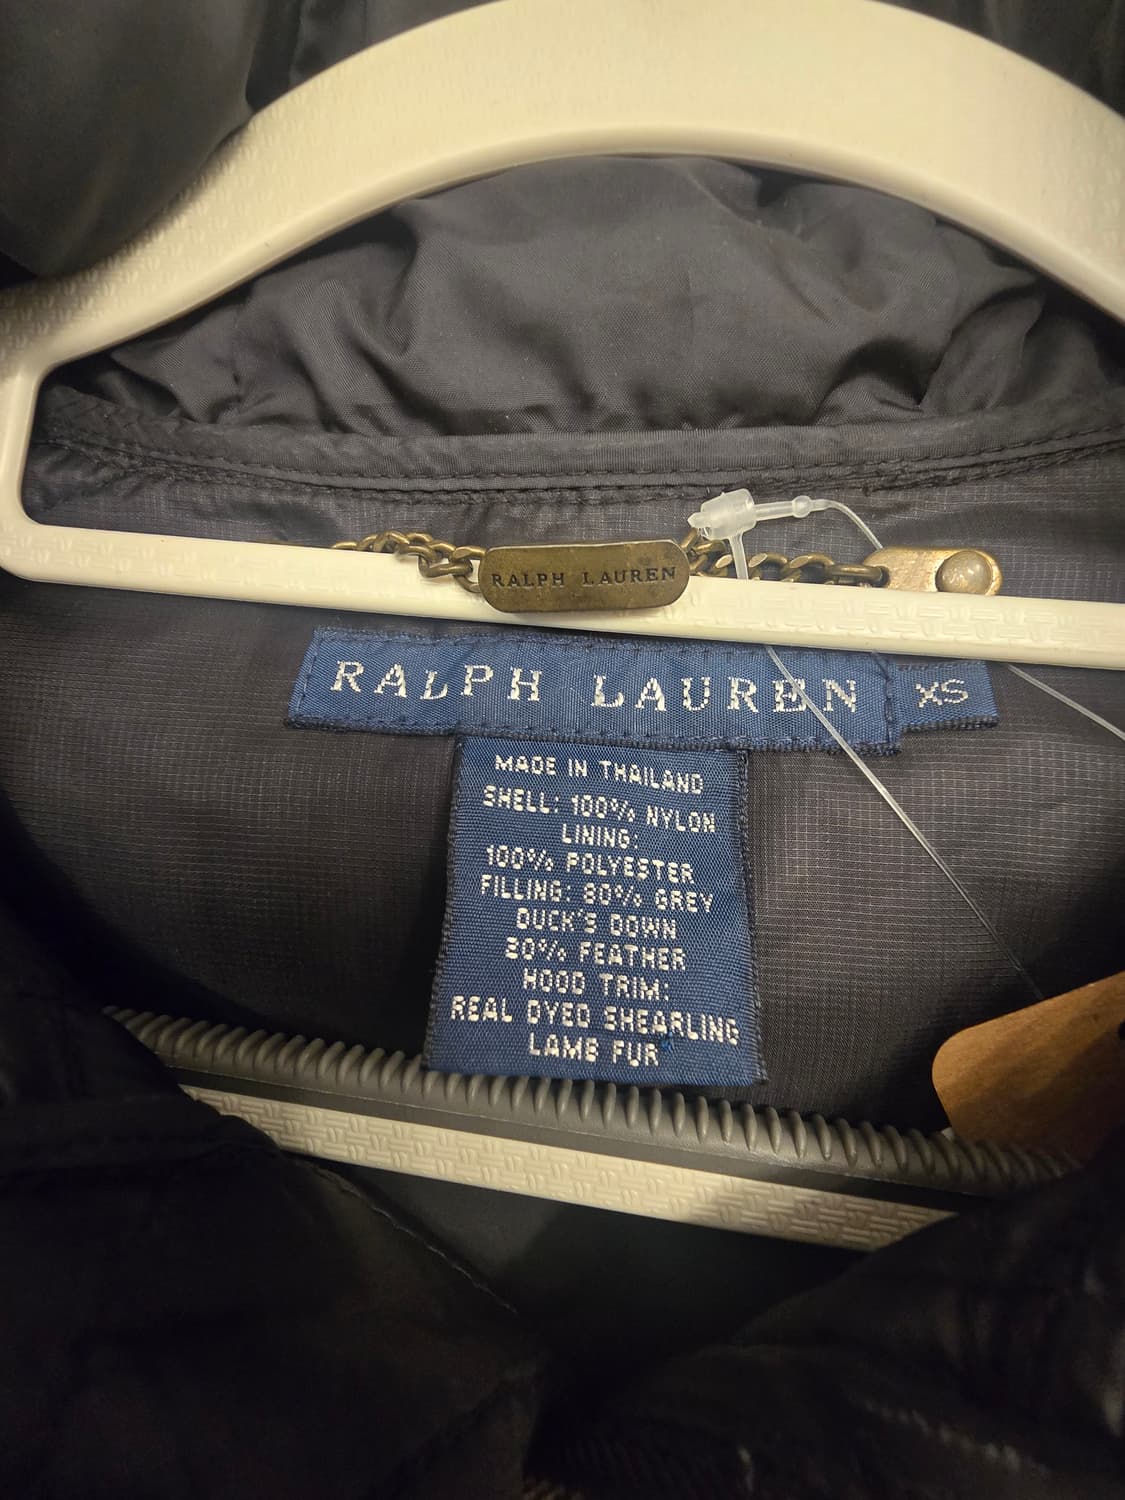 RALPH LAUREN
RALPH LAUREN XS
MADE IN THAILAND
SHELL: 100% NYLON
LINING:
100% POLYESTER
FILLING: 80% GREY
DUCK'S DOWN
20% FEATHER
HOOD TRIM:
REAL DYED SHEARLING
LAMB FUR